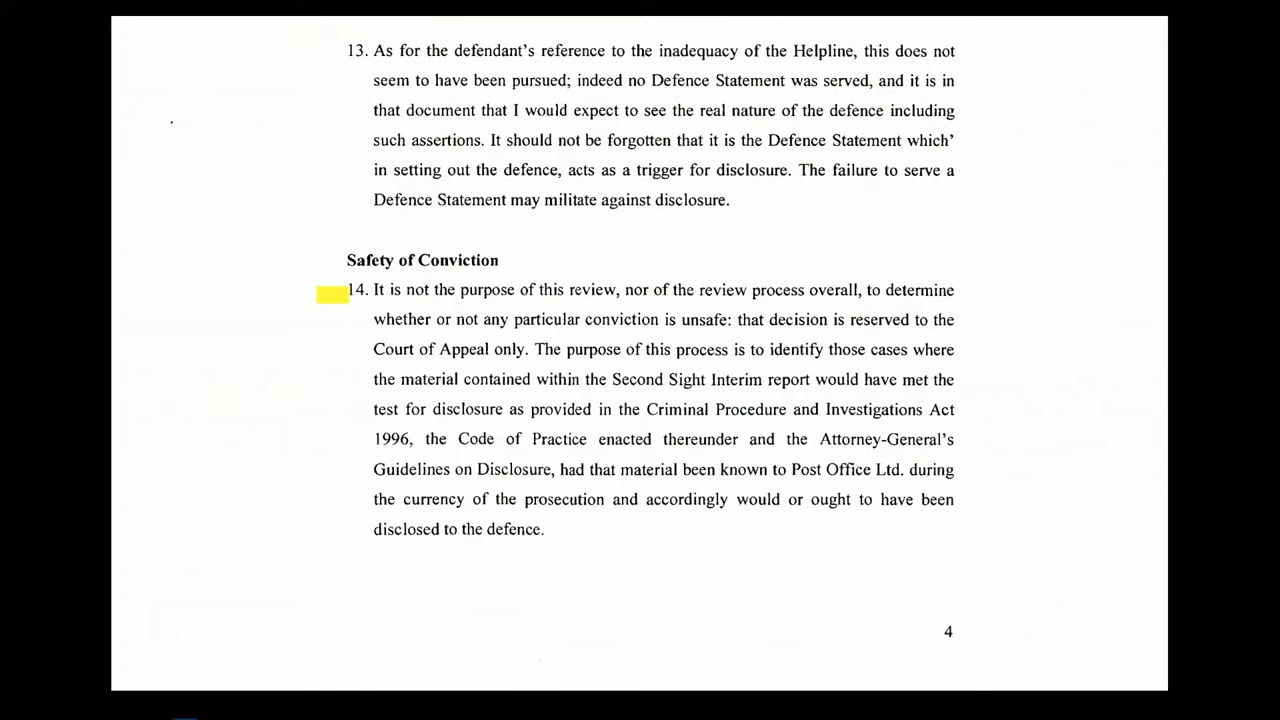 13. As for the defendant's reference to the inadequacy of the Helpline, this does not
seem to have been pursued; indeed no Defence Statement was served, and it is in
that document that I would expect to see the real nature of the defence including
such assertions. It should not be forgotten that it is the Defence Statement which'
in setting out the defence, acts as a trigger for disclosure. The failure to serve a
Defence Statement may militate against disclosure.
Safety of Conviction
14. It is not the purpose of this review, nor of the review process overall, to determine
whether or not any particular conviction is unsafe: that decision is reserved to the
Court of Appeal only. The purpose of this process is to identify those cases where
the material contained within the Second Sight Interim report would have met the
test for disclosure as provided in the Criminal Procedure and Investigations Act
1996, the Code of Practice enacted thereunder and the Attorney-General's
Guidelines on Disclosure, had that material been known to Post Office Ltd. during
the currency of the prosecution and accordingly would or ought to have been
disclosed to the defence.
4